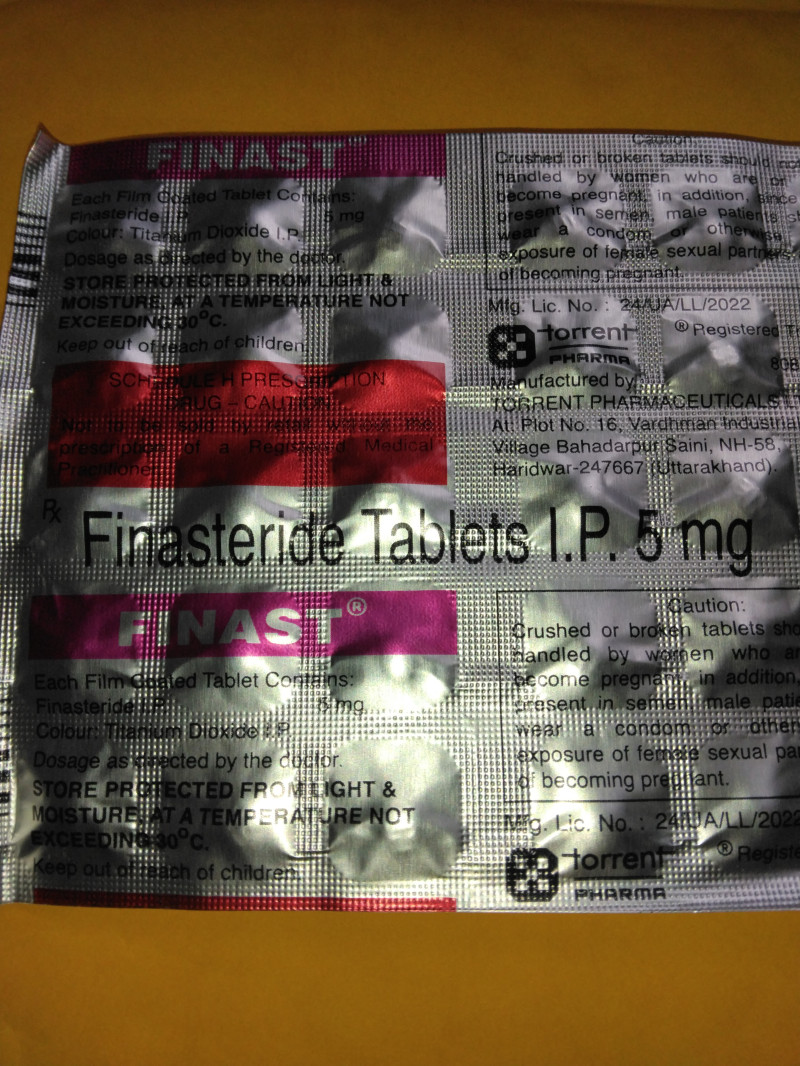 FINAST™
Each Film Coated Tablet Contains:
Finasteride I.P. 5 mg
Colour: Titanium Dioxide I.P.
Dosage as directed by the doctor.
STORE PROTECTED FROM LIGHT &
MOISTURE, AT A TEMPERATURE NOT
EXCEEDING 30°C.
Keep out of reach of children.
SCHEDULE H PRESCRIPTION
DRUG – CAUTION
Not to be sold by retail without the
prescription of a Registered Medical
Practitioner.
Caution:
Crushed or broken tablets should not
handled by women who are or
become pregnant, in addition, since
present in semen, male patients
wear a condom or otherwise
exposure of female sexual partners
of becoming pregnant.
Mfg. Lic. No. : 24/UA/LL/2022
torrent
PHARMA
® Registered
808
Manufactured by:
TORRENT PHARMACEUTICALS
At: Plot No. 16, Vardhman Industrial
Village Bahadarpur Saini, NH-58,
Haridwar-247667 (Uttarakhand).
Rx
Finasteride Tablets I.P. 5 mg
FINAST®
Each Film Coated Tablet Contains:
Finasteride I.P. 5 mg
Colour: Titanium Dioxide I.P.
Dosage as directed by the doctor.
STORE PROTECTED FROM LIGHT &
MOISTURE, AT A TEMPERATURE NOT
EXCEEDING 30°C.
Keep out of reach of children.
Caution:
Crushed or broken tablets
handled by women who
become pregnant, in addition,
present in semen, male
wear a condom or
exposure of female sexual
of becoming pregnant.
Mfg. Lic. No. : 24/UA/LL/2022
torrent
PHARMA
®